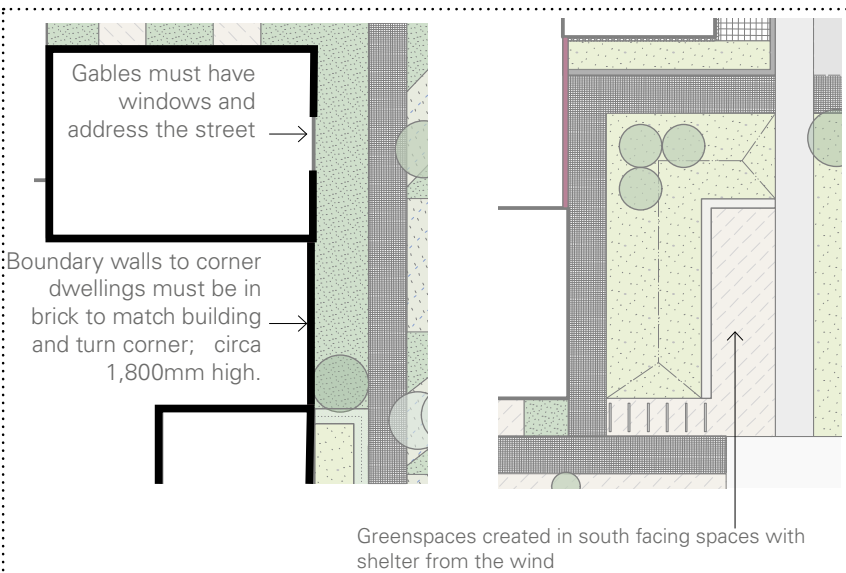 Gables must have
windows and
address the street
Boundary walls to corner
dwellings must be in
brick to match building
and turn corner; circa
1,800mm high.
Greenspaces created in south facing spaces with
shelter from the wind